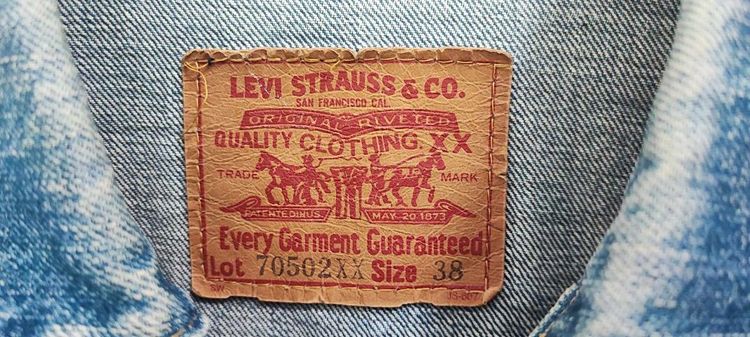 LEVI STRAUSS & CO.
SAN FRANCISCO CAL.
ORIGINAL RIVETED
QUALITY CLOTHING, XX
TRADE MARK
PATENTED IN U.S. MAY 20 1873
Every Garment Guaranteed
Lot 70502XX Size 38
SW